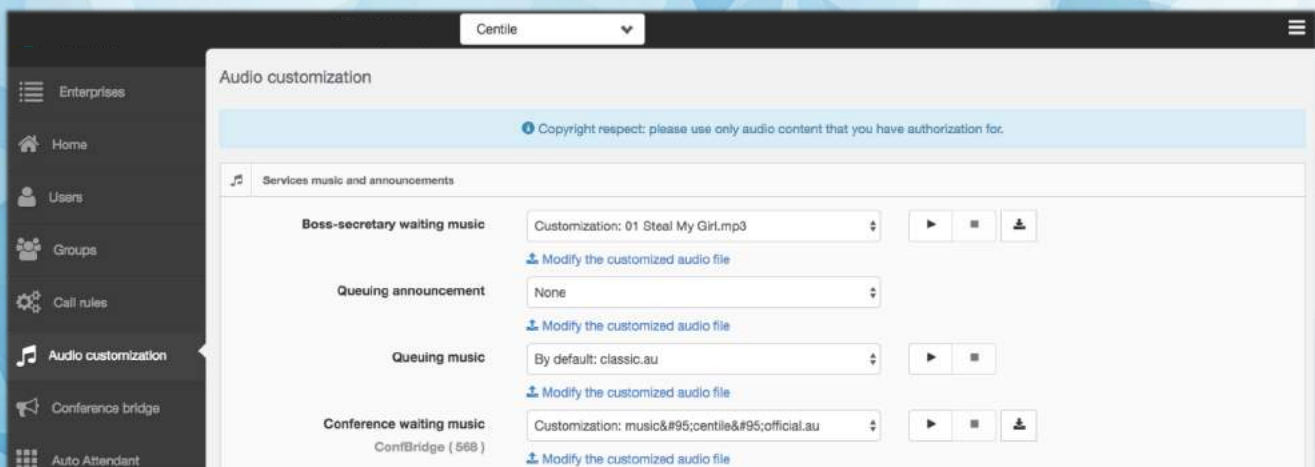 Centile
Enterprises
Home
Users
Groups
Call rules
Audio customization
Conference bridge
Auto Attendant
Audio customization
Copyright respect: please use only audio content that you have authorization for.
Services music and announcements
Boss-secretary waiting music
Customization: 01 Steal My Girl.mp3
Modify the customized audio file
Queuing announcement
None
Modify the customized audio file
Queuing music
By default: classic.au
Modify the customized audio file
Conference waiting music
Customization: music&#95;centile&#95;official.au
ConfBridge ( 568 )
Modify the customized audio file